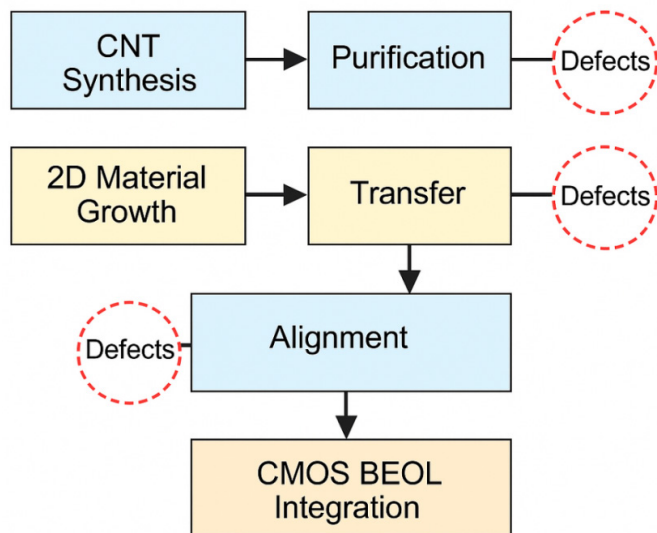 CNT
Synthesis
Purification
Defects
2D Material
Growth
Transfer
Defects
Defects
Alignment
CMOS BEOL
Integration